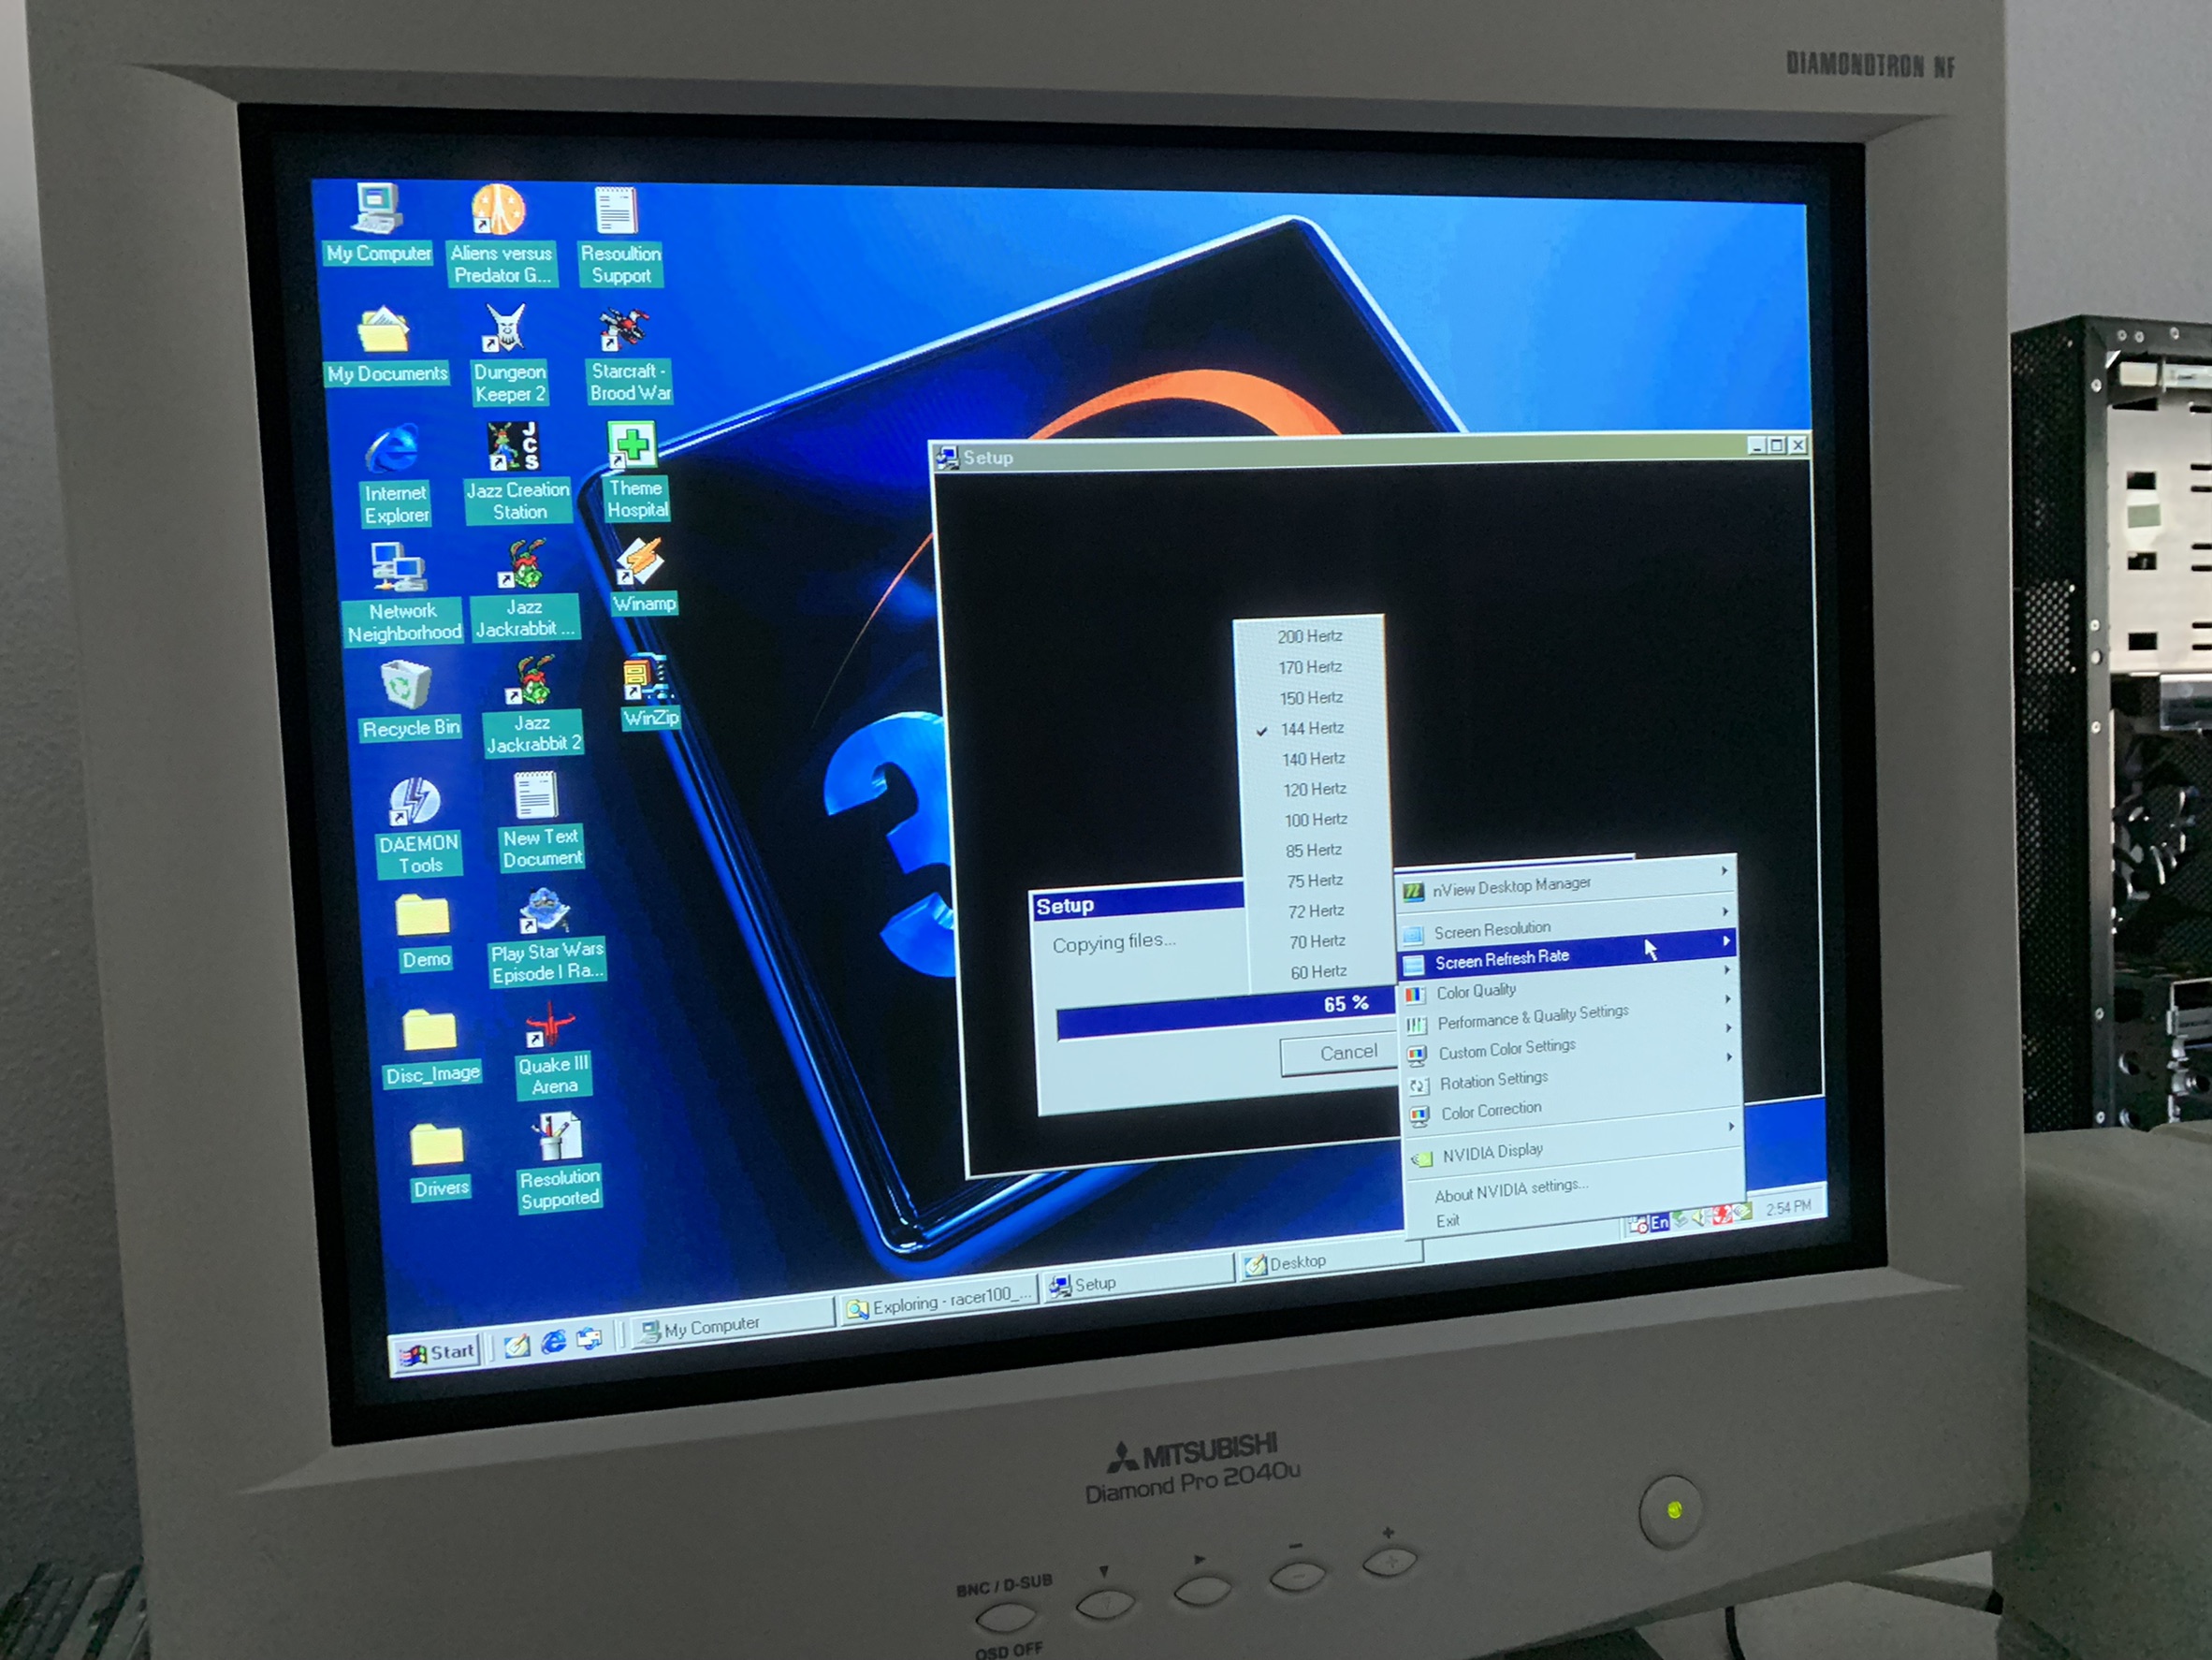 DIAMONDTRON NF
My Computer
Aliens versus
Predator G...
Resoultion
Support
My Documents
Dungeon
Keeper 2
Starcraft -
Brood War
Internet
Explorer
JCS
Jazz Creation
Station
Theme
Hospital
Network
Neighborhood
Jazz
Jackrabbit ...
Winamp
Recycle Bin
Jazz
Jackrabbit 2
WinZip
DAEMON
Tools
New Text
Document
Demo
Play Star Wars
Episode I Ra...
Disc_Image
Quake III
Arena
Drivers
Resolution
Supported
3
Setup
200 Hertz
170 Hertz
150 Hertz
144 Hertz
140 Hertz
120 Hertz
100 Hertz
85 Hertz
75 Hertz
72 Hertz
70 Hertz
60 Hertz
Setup
Copying files...
65 %
Cancel
nView Desktop Manager
Screen Resolution
Screen Refresh Rate
Color Quality
Performance & Quality Settings
Custom Color Settings
Rotation Settings
Color Correction
NVIDIA Display
About NVIDIA settings...
Exit
Start
My Computer
Exploring - racer100_...
Setup
Desktop
En
2:54 PM
MITSUBISHI
Diamond Pro 2040u
BNC / D-SUB
OSD OFF